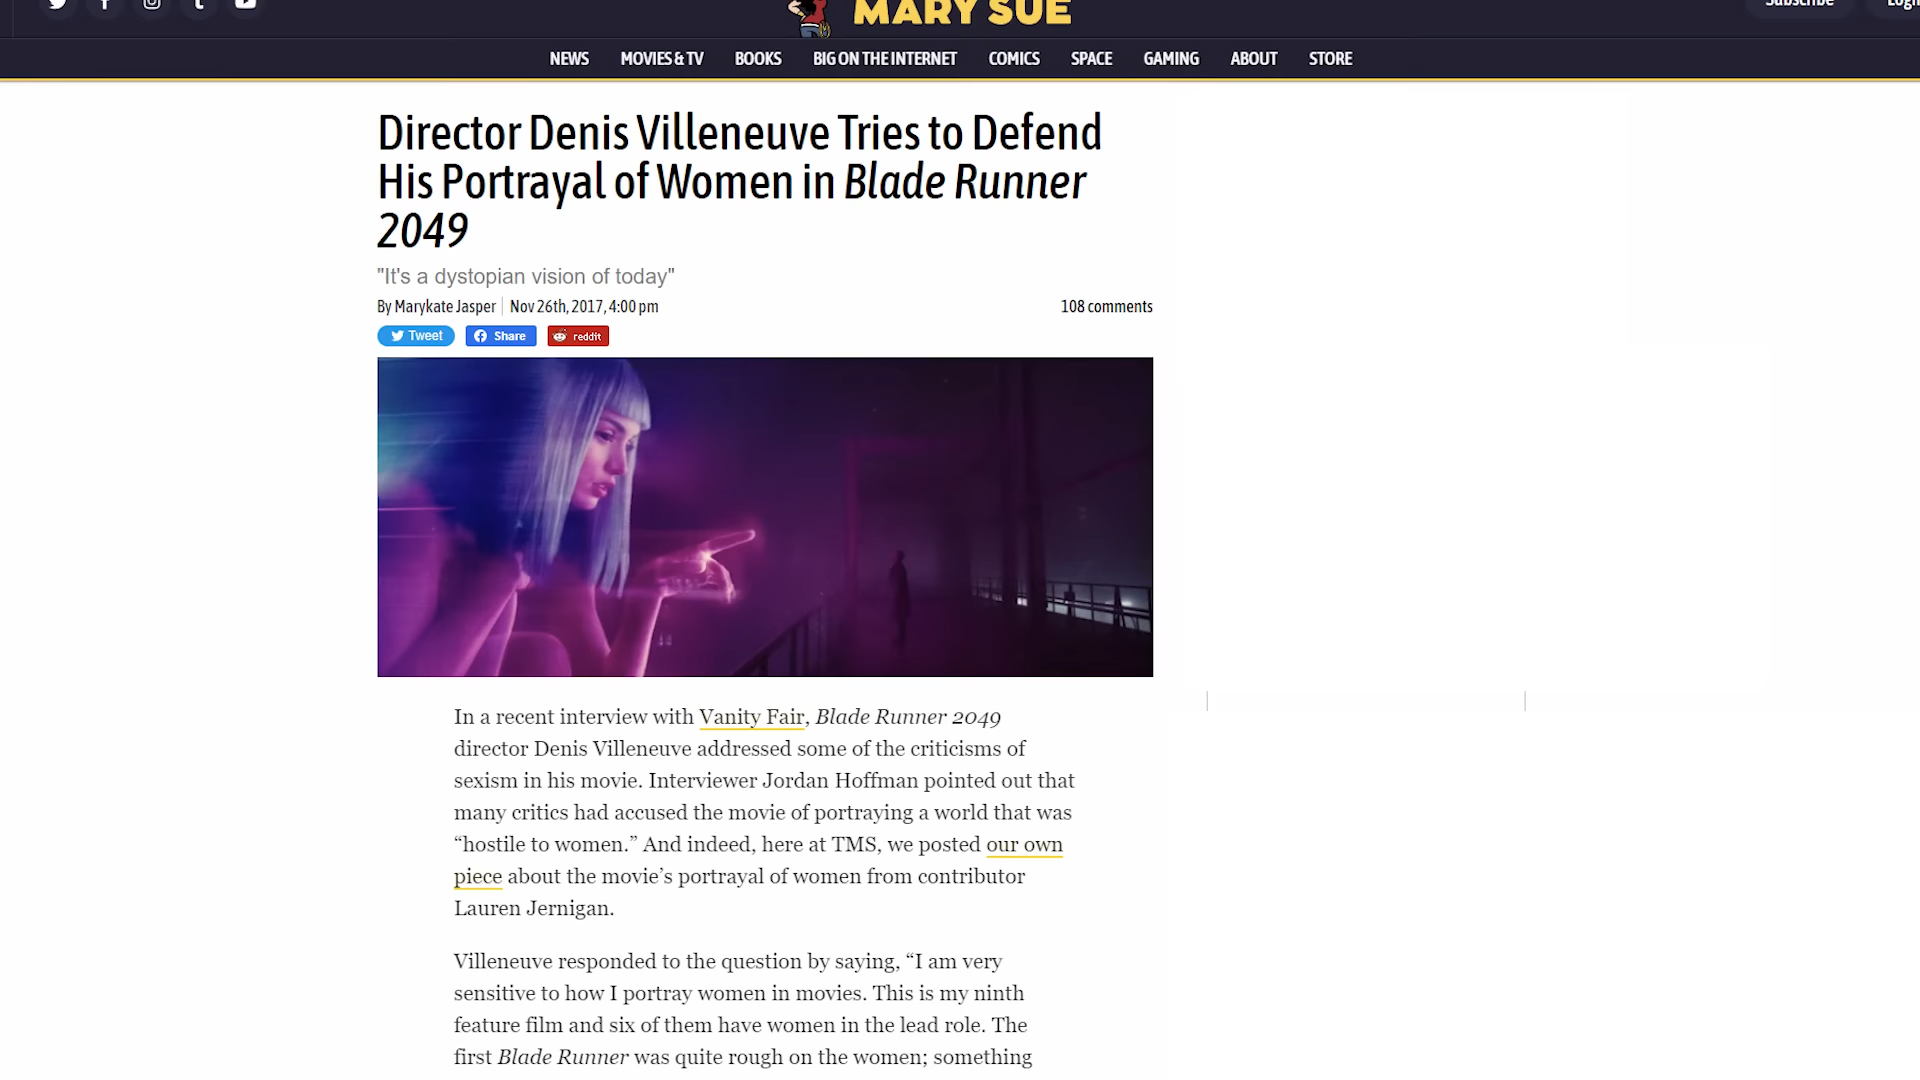 Subscribe
Login
MARY SUE
NEWS MOVIES & TV BOOKS BIG ON THE INTERNET COMICS SPACE GAMING ABOUT STORE
Director Denis Villeneuve Tries to Defend
His Portrayal of Women in Blade Runner
2049
"It's a dystopian vision of today"
By Marykate Jasper | Nov 26th, 2017, 4:00 pm
108 comments
Tweet Share reddit
In a recent interview with Vanity Fair, Blade Runner 2049
director Denis Villeneuve addressed some of the criticisms of
sexism in his movie. Interviewer Jordan Hoffman pointed out that
many critics had accused the movie of portraying a world that was
“hostile to women.” And indeed, here at TMS, we posted our own
piece about the movie’s portrayal of women from contributor
Lauren Jernigan.
Villeneuve responded to the question by saying, “I am very
sensitive to how I portray women in movies. This is my ninth
feature film and six of them have women in the lead role. The
first Blade Runner was quite rough on the women; something